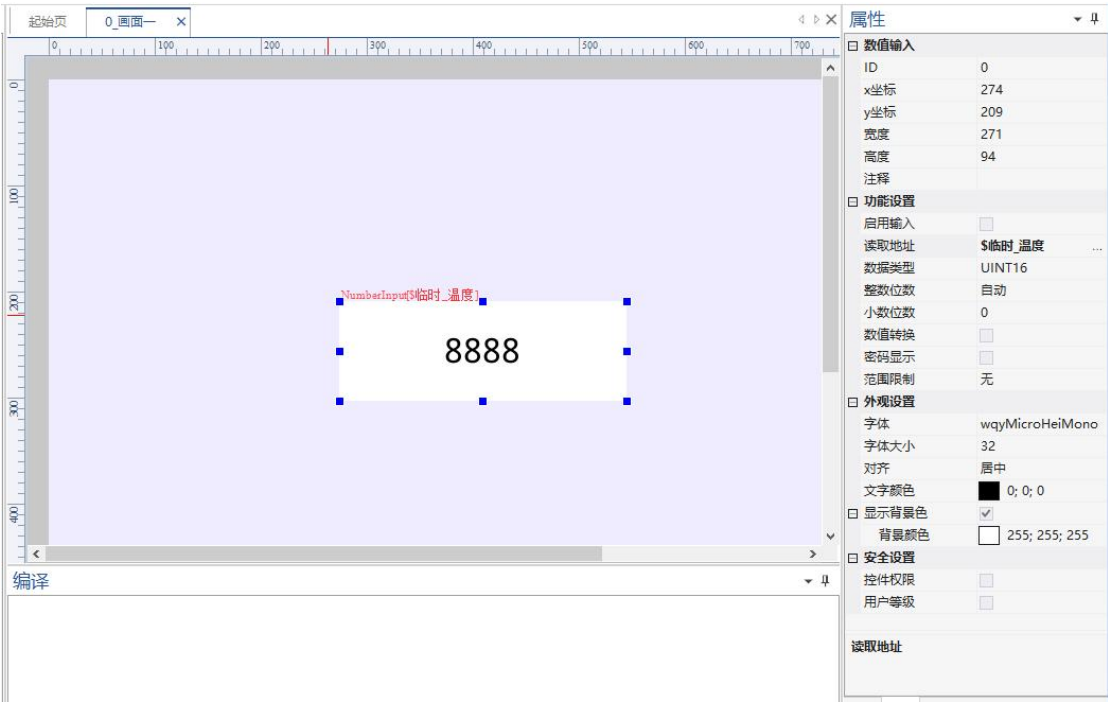 起始页 0_画面一
0 100 200 300 400 500 600 700
0
100
200
300
400
NumberInput[$临时_温度]
8888
编译
属性
数值输入
ID 0
x坐标 274
y坐标 209
宽度 271
高度 94
注释
功能设置
启用输入
读取地址 $临时_温度 ...
数据类型 UINT16
整数位数 自动
小数位数 0
数值转换
密码显示
范围限制 无
外观设置
字体 wqyMicroHeiMono
字体大小 32
对齐 居中
文字颜色 0; 0; 0
显示背景色
背景颜色 255; 255; 255
安全设置
控件权限
用户等级
读取地址